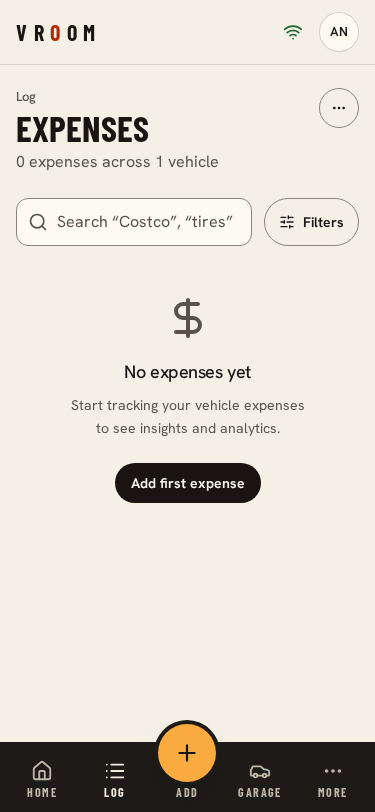 VROOM
AN
Log
EXPENSES
0 expenses across 1 vehicle
Search “Costco”, “tires”
Filters
No expenses yet
Start tracking your vehicle expenses
to see insights and analytics.
Add first expense
HOME
LOG
ADD
GARAGE
MORE